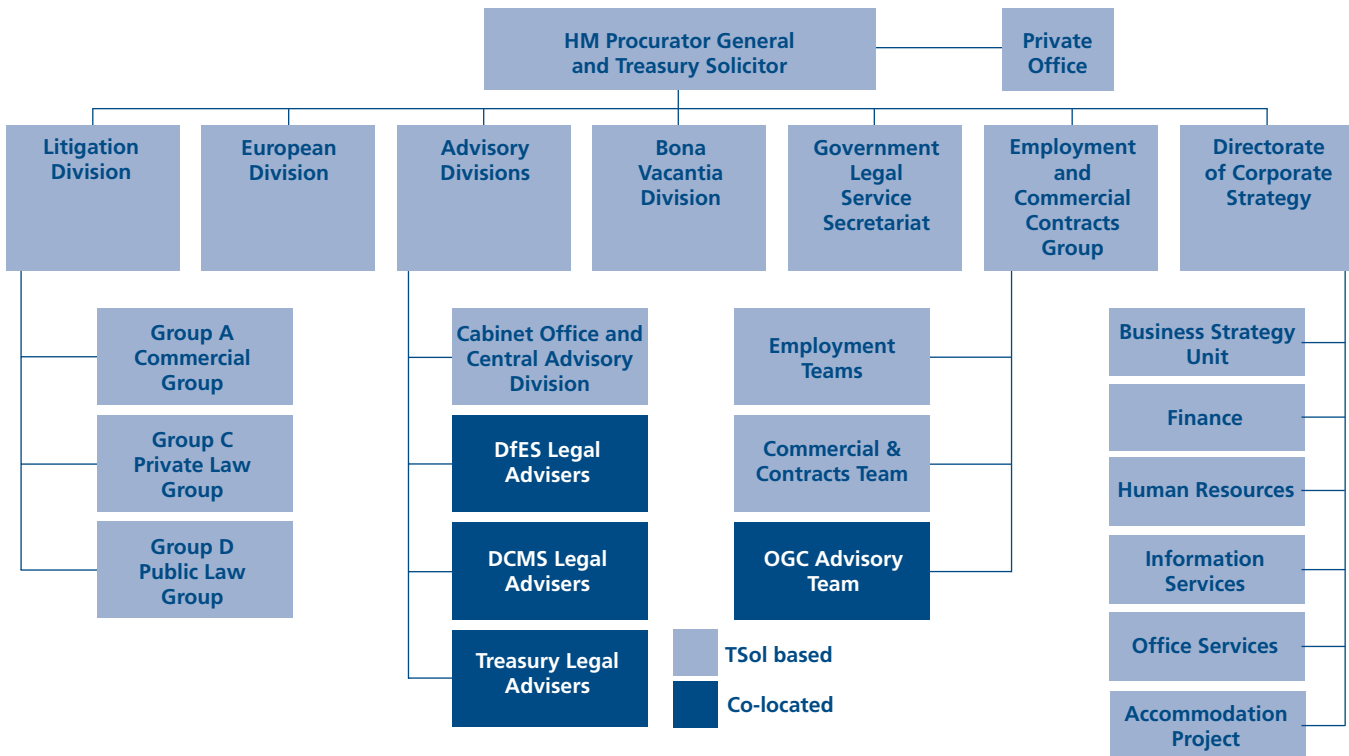 HM Procurator General
and Treasury Solicitor
Private
Office
Litigation
Division
European
Division
Advisory
Divisions
Bona
Vacantia
Division
Government
Legal
Service
Secretariat
Employment
and
Commercial
Contracts
Group
Directorate
of Corporate
Strategy
Group A
Commercial
Group
Group C
Private Law
Group
Group D
Public Law
Group
Cabinet Office and
Central Advisory
Division
DfES Legal
Advisers
DCMS Legal
Advisers
Treasury Legal
Advisers
Employment
Teams
Commercial &
Contracts Team
OGC Advisory
Team
TSol based
Co-located
Business Strategy
Unit
Finance
Human Resources
Information
Services
Office Services
Accommodation
Project